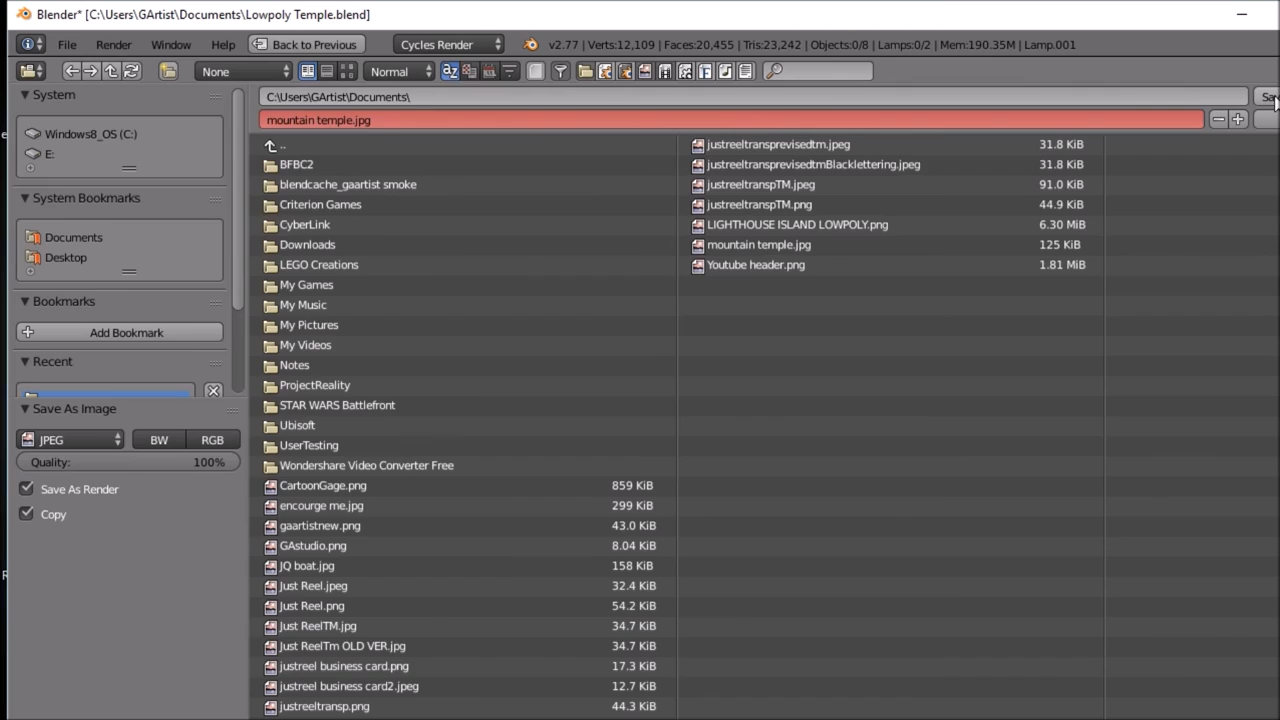 Blender* [C:\Users\GArtist\Documents\Lowpoly Temple.blend]
File Render Window Help Back to Previous Cycles Render v2.77 | Verts:12,109 | Faces:20,455 | Tris:23,242 | Objects:0/8 | Lamps:0/2 | Mem:190.35M | Lamp.001
None Normal
System
Windows8_OS (C:)
E:
System Bookmarks
Documents
Desktop
Bookmarks
Add Bookmark
Recent
Save As Image
JPEG BW RGB
Quality: 100%
Save As Render
Copy
C:\Users\GArtist\Documents\
mountain temple.jpg
..
BFBC2
blendcache_gaartist smoke
Criterion Games
CyberLink
Downloads
LEGO Creations
My Games
My Music
My Pictures
My Videos
Notes
ProjectReality
STAR WARS Battlefront
Ubisoft
UserTesting
Wondershare Video Converter Free
CartoonGage.png 859 KiB
encourge me.jpg 299 KiB
gaartistnew.png 43.0 KiB
GAstudio.png 8.04 KiB
JQ boat.jpg 158 KiB
Just Reel.jpeg 32.4 KiB
Just Reel.png 54.2 KiB
Just ReelTM.jpg 34.7 KiB
Just ReelTm OLD VER.jpg 34.7 KiB
justreel business card.png 17.3 KiB
justreel business card2.jpeg 12.7 KiB
justreeltransp.png 44.3 KiB
justreeltransprevisedtm.jpeg 31.8 KiB
justreeltransprevisedtmBlacklettering.jpeg 31.8 KiB
justreeltranspTM.jpeg 91.0 KiB
justreeltranspTM.png 44.9 KiB
LIGHTHOUSE ISLAND LOWPOLY.png 6.30 MiB
mountain temple.jpg 125 KiB
Youtube header.png 1.81 MiB